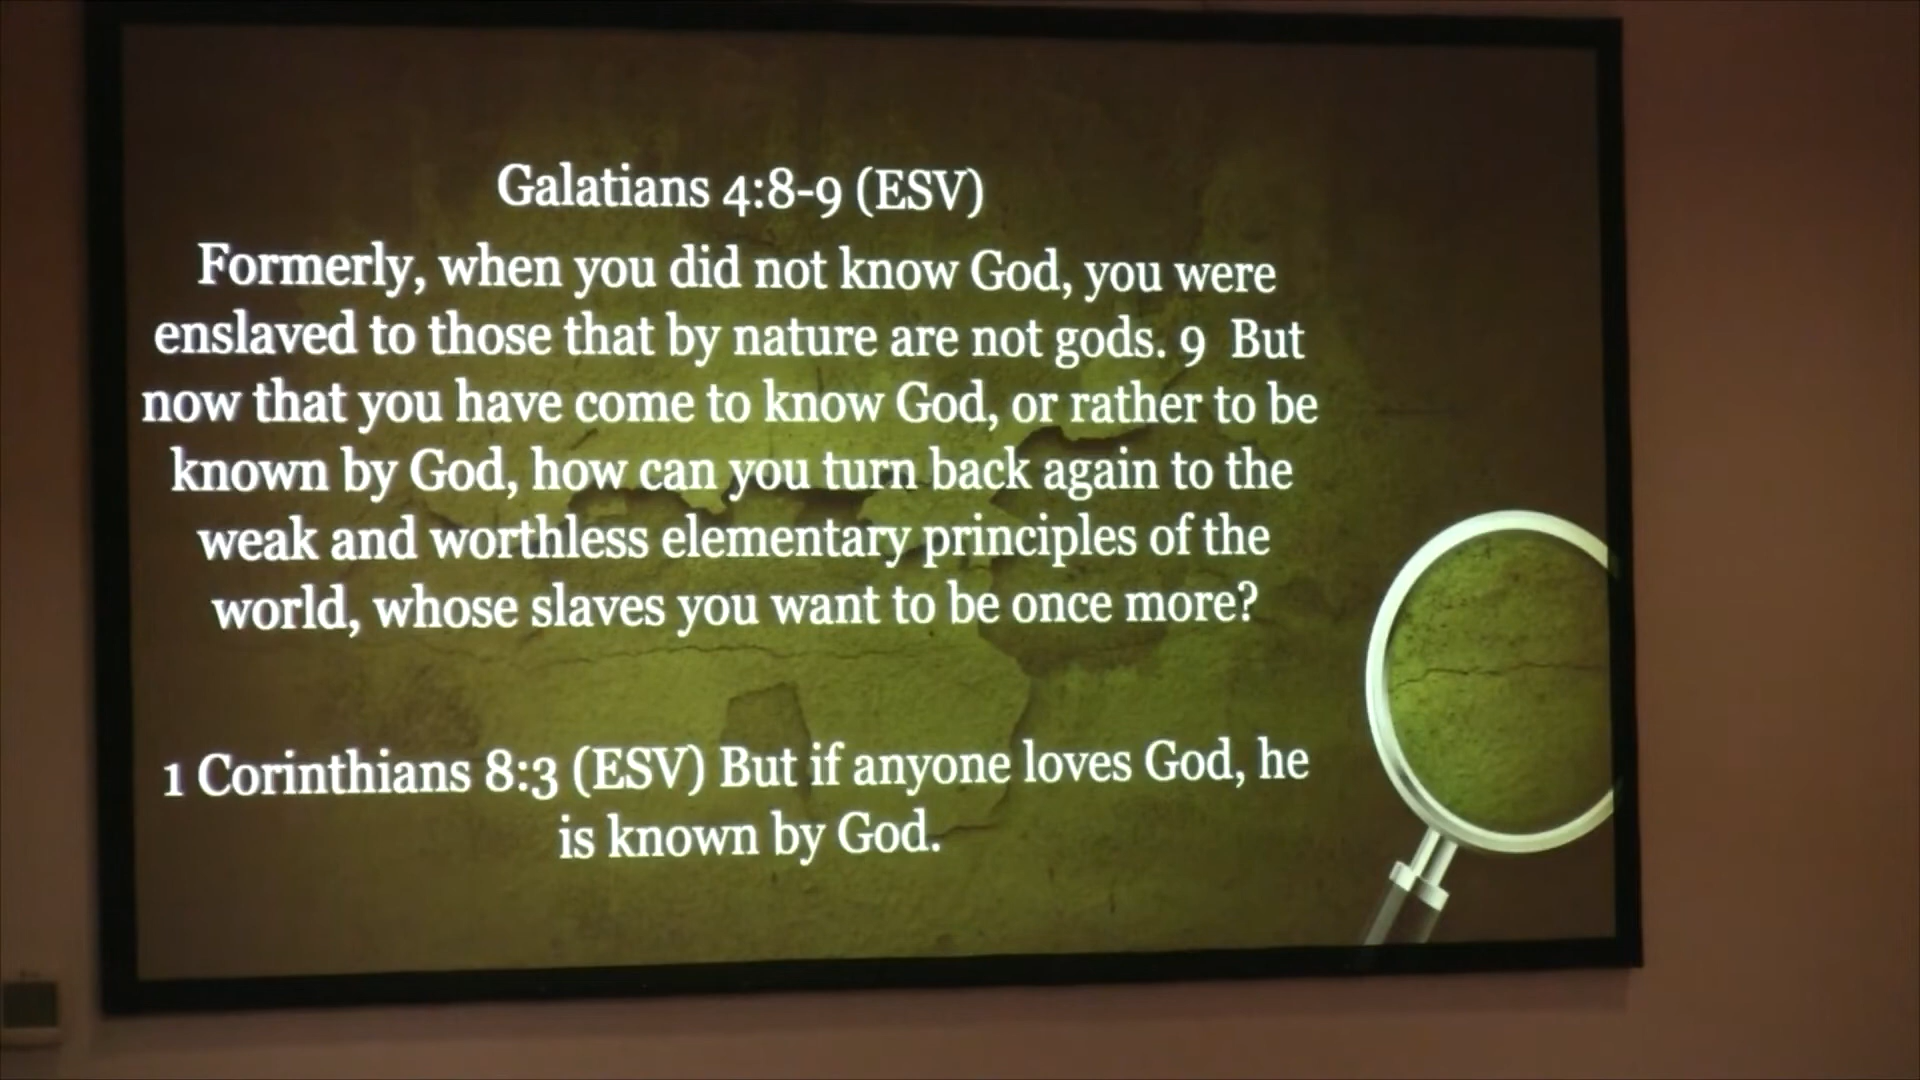 Galatians 4:8-9 (ESV)
Formerly, when you did not know God, you were
enslaved to those that by nature are not gods. 9 But
now that you have come to know God, or rather to be
known by God, how can you turn back again to the
weak and worthless elementary principles of the
world, whose slaves you want to be once more?
1 Corinthians 8:3 (ESV) But if anyone loves God, he
is known by God.